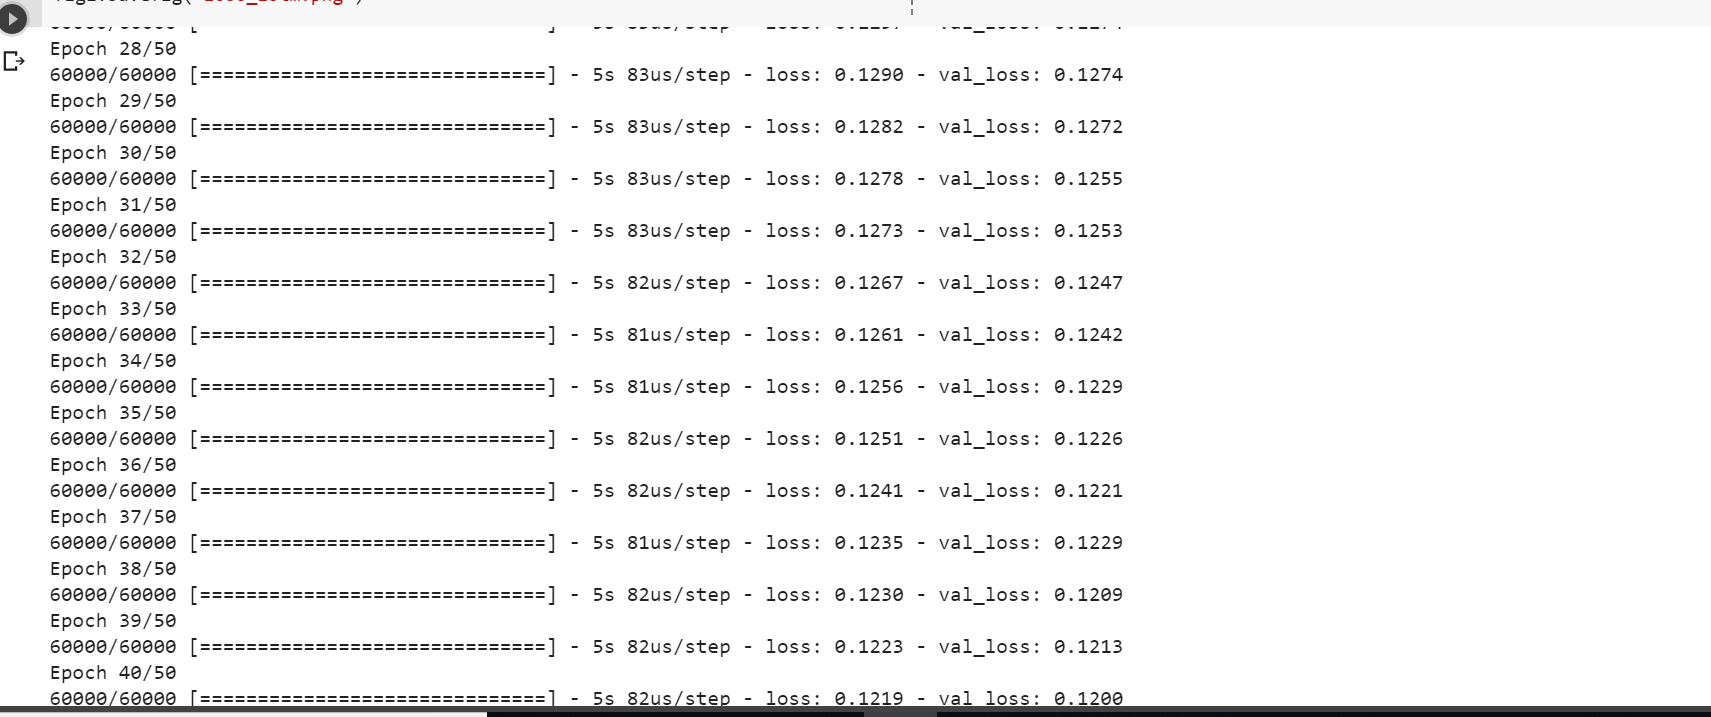 Epoch 28/50
60000/60000 [==============================] - 5s 83us/step - loss: 0.1290 - val_loss: 0.1274
Epoch 29/50
60000/60000 [==============================] - 5s 83us/step - loss: 0.1282 - val_loss: 0.1272
Epoch 30/50
60000/60000 [==============================] - 5s 83us/step - loss: 0.1278 - val_loss: 0.1255
Epoch 31/50
60000/60000 [==============================] - 5s 83us/step - loss: 0.1273 - val_loss: 0.1253
Epoch 32/50
60000/60000 [==============================] - 5s 82us/step - loss: 0.1267 - val_loss: 0.1247
Epoch 33/50
60000/60000 [==============================] - 5s 81us/step - loss: 0.1261 - val_loss: 0.1242
Epoch 34/50
60000/60000 [==============================] - 5s 81us/step - loss: 0.1256 - val_loss: 0.1229
Epoch 35/50
60000/60000 [==============================] - 5s 82us/step - loss: 0.1251 - val_loss: 0.1226
Epoch 36/50
60000/60000 [==============================] - 5s 82us/step - loss: 0.1241 - val_loss: 0.1221
Epoch 37/50
60000/60000 [==============================] - 5s 81us/step - loss: 0.1235 - val_loss: 0.1229
Epoch 38/50
60000/60000 [==============================] - 5s 82us/step - loss: 0.1230 - val_loss: 0.1209
Epoch 39/50
60000/60000 [==============================] - 5s 82us/step - loss: 0.1223 - val_loss: 0.1213
Epoch 40/50
60000/60000 [==============================] - 5s 82us/step - loss: 0.1219 - val_loss: 0.1200